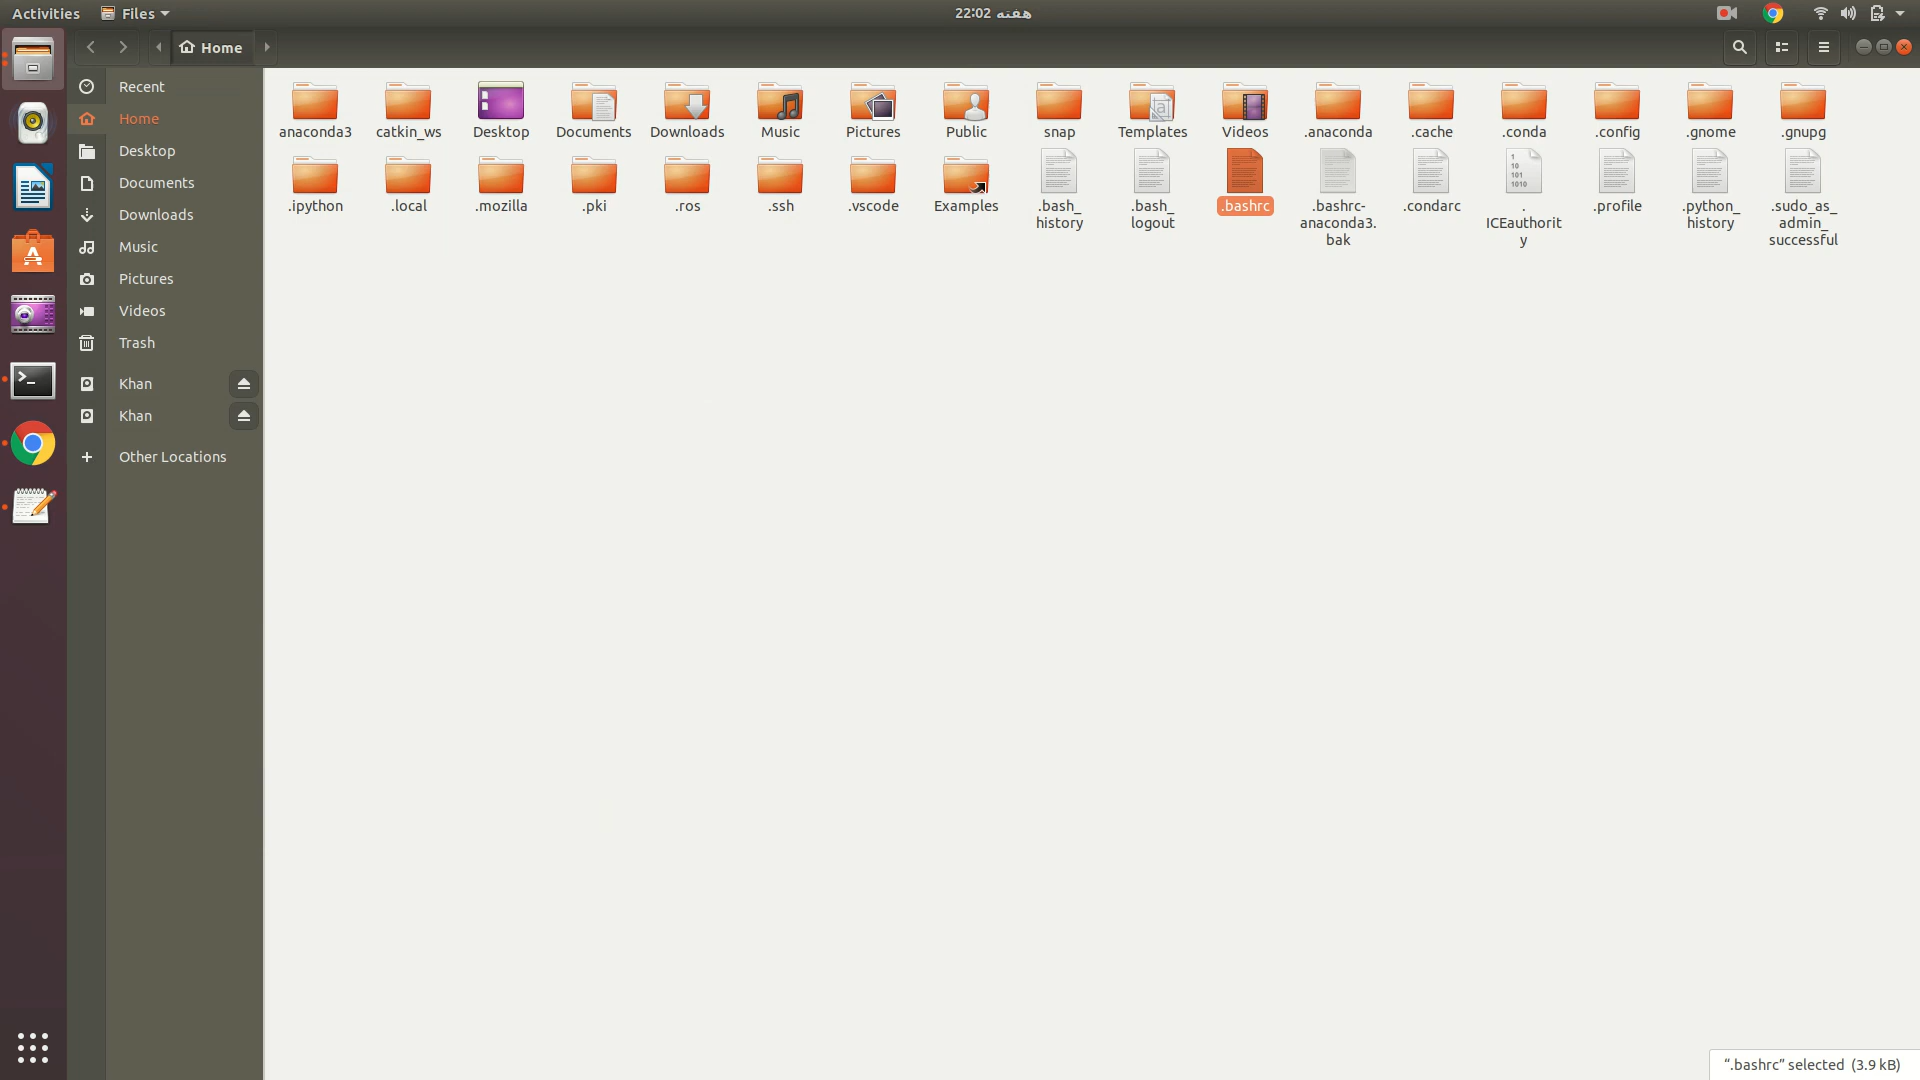 Activities Files هفته 22:02
Home
Recent
Home
Desktop
Documents
Downloads
Music
Pictures
Videos
Trash
Khan
Khan
Other Locations
anaconda3 catkin_ws Desktop Documents Downloads Music Pictures Public snap Templates Videos .anaconda .cache .conda .config .gnome .gnupg
.ipython .local .mozilla .pki .ros .ssh .vscode Examples .bash_ .bash_ .bashrc .bashrc- .condarc . .profile .python_ .sudo_as_
history logout anaconda3. ICEauthorit history admin_
bak y successful
“.bashrc” selected (3.9 kB)